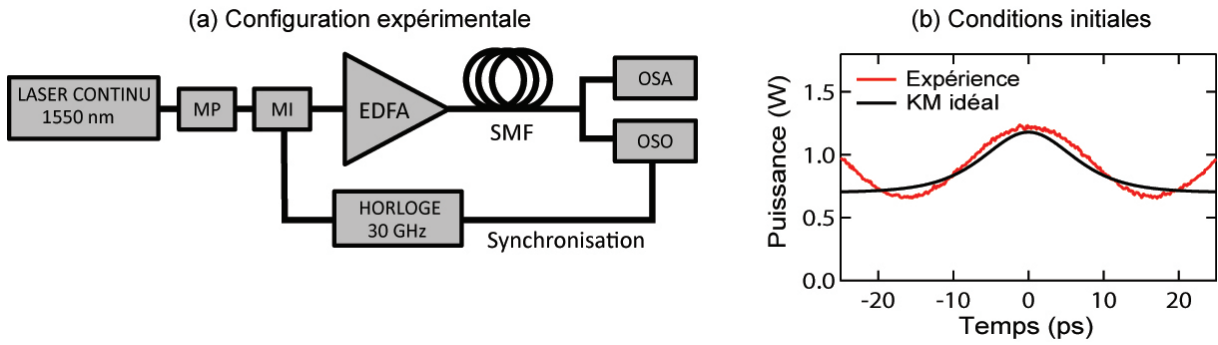 (a) Configuration expérimentale
LASER CONTINU
1550 nm
MP
MI
EDFA
SMF
OSA
OSO
HORLOGE
30 GHz
Synchronisation
(b) Conditions initiales
Expérience
KM idéal
Puissance (W)
1.5
1.0
0.5
0.0
-20 -10 0 10 20
Temps (ps)